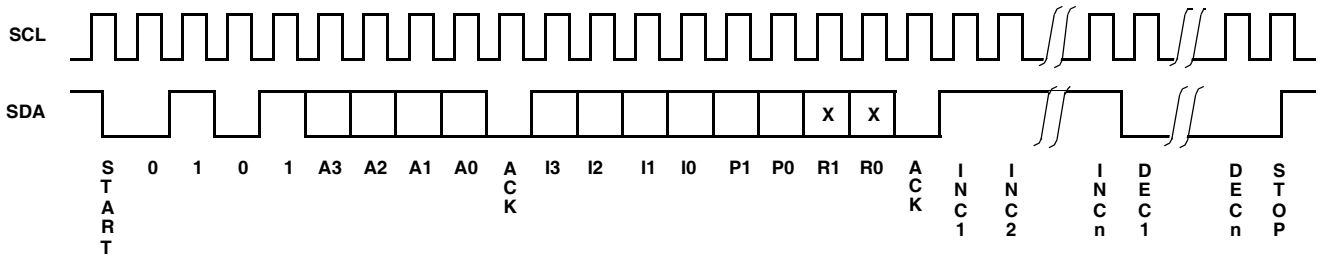 SCL
SDA
X X
START 0 1 0 1 A3 A2 A1 A0 ACK I3 I2 I1 I0 P1 P0 R1 R0 ACK INC1 INC2 INCn DEC1 DECn STOP